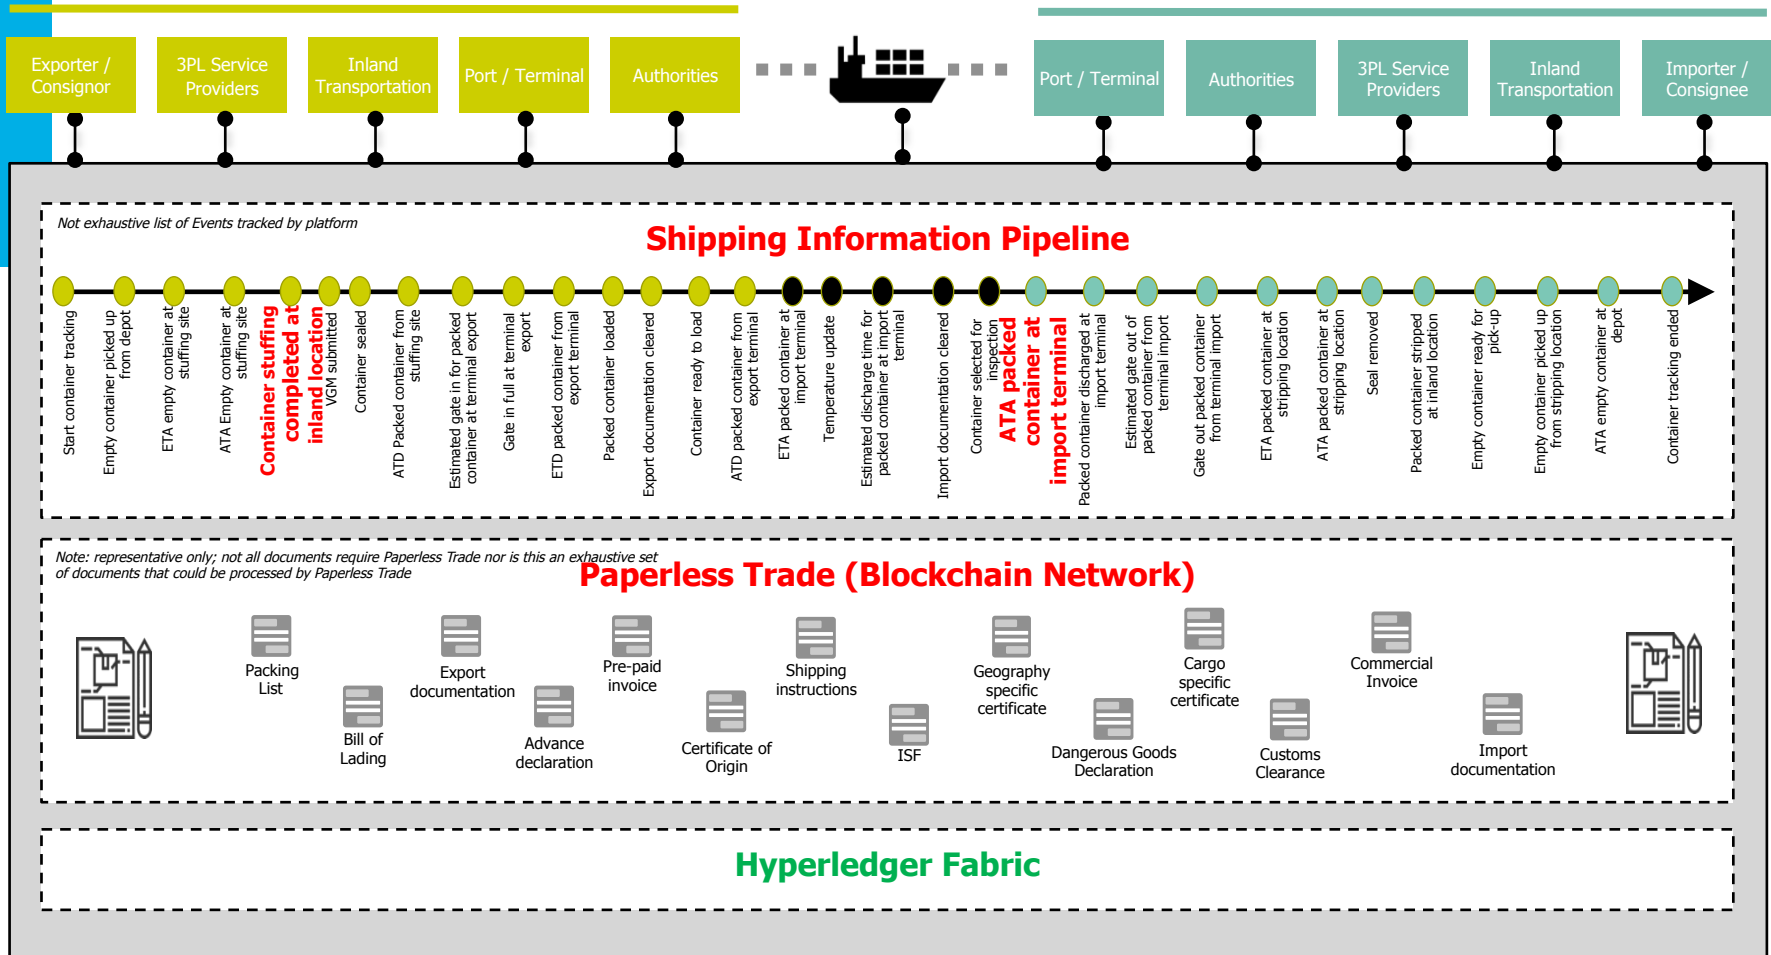 Exporter /
Consignor
3PL Service
Providers
Inland
Transportation
Port / Terminal
Authorities
Port / Terminal
Authorities
3PL Service
Providers
Inland
Transportation
Importer /
Consignee
Not exhaustive list of Events tracked by platform
Shipping Information Pipeline
Start container tracking
Empty container picked up
from depot
ETA empty container at
stuffing site
ATA Empty container at
stuffing site
Container stuffing
completed at
inland location
VGM submitted
Container sealed
ATD Packed container from
stuffing site
Estimated gate in for packed
container at terminal export
Gate in full at terminal
export
ETD packed container from
export terminal
Packed container loaded
Export documentation cleared
Container ready to load
ATD packed container from
export terminal
ETA packed container at
import terminal
Temperature update
Estimated discharge time for
packed container at import
terminal
Import documentation cleared
Container selected for
inspection
ATA packed
container at
import terminal
Packed container discharged at
import terminal
Estimated gate out of
packed container from
terminal import
Gate out packed container
from terminal import
ETA packed container at
stripping location
ATA packed container at
stripping location
Seal removed
Packed container stripped
at inland location
Empty container ready for
pick-up
Empty container picked up
from stripping location
ATA empty container at
depot
Container tracking ended
Note: representative only; not all documents require Paperless Trade nor is this an exhaustive set
of documents that could be processed by Paperless Trade
Paperless Trade (Blockchain Network)
Packing
List
Bill of
Lading
Export
documentation
Advance
declaration
Pre-paid
invoice
Certificate of
Origin
Shipping
instructions
ISF
Geography
specific
certificate
Dangerous Goods
Declaration
Cargo
specific
certificate
Customs
Clearance
Commercial
Invoice
Import
documentation
Hyperledger Fabric